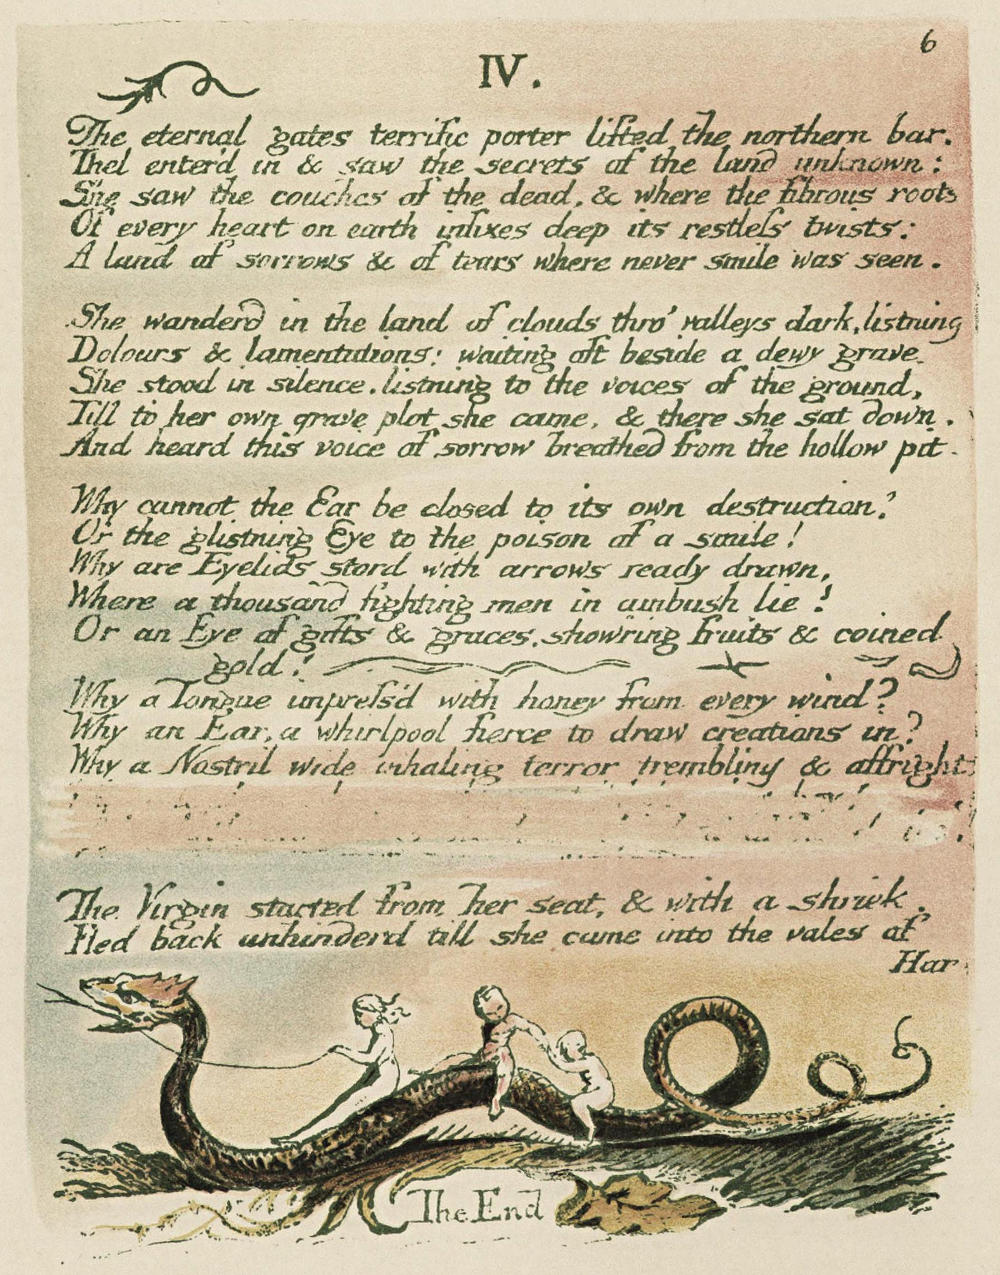 6
IV.
The eternal gates terrific porter lifted the northern bar.
Thel enterd in & saw the secrets of the land unknown:
She saw the couches of the dead, & where the fibrous roots
Of every heart on earth infixes deep its restleſs twists:
A land of sorrows & of tears where never smile was seen.
She wanderd in the land of clouds thro' valleys dark, listning
Dolours & lamentations: waiting oft beside a dewy grave
She stood in silence, listning to the voices of the ground,
Till to her own grave plot she came, & there she sat down.
And heard this voice of sorrow breathed from the hollow pit.
Why cannot the Ear be closed to its own destruction?
Or the glistning Eye to the poison of a smile!
Why are Eyelids stord with arrows ready drawn,
Where a thousand fighting men in ambush lie!
Or an Eye of gifts & graces, showring fruits & coined
gold!
Why a Tongue impreſs'd with honey from every wind?
Why an Ear, a whirlpool fierce to draw creations in?
Why a Nostril wide inhaling terror trembling & affright
The Virgin started from her seat, & with a shriek.
Fled back unhinderd till she came into the vales of
Har
The End